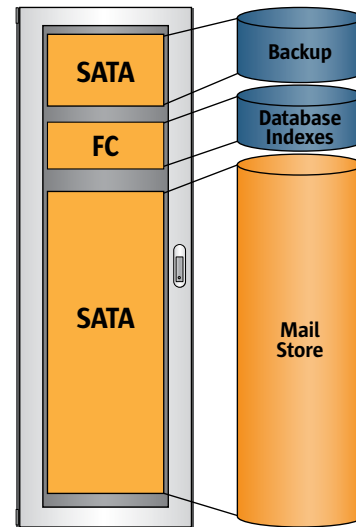 SATA
Backup
FC
Database
Indexes
SATA
Mail
Store